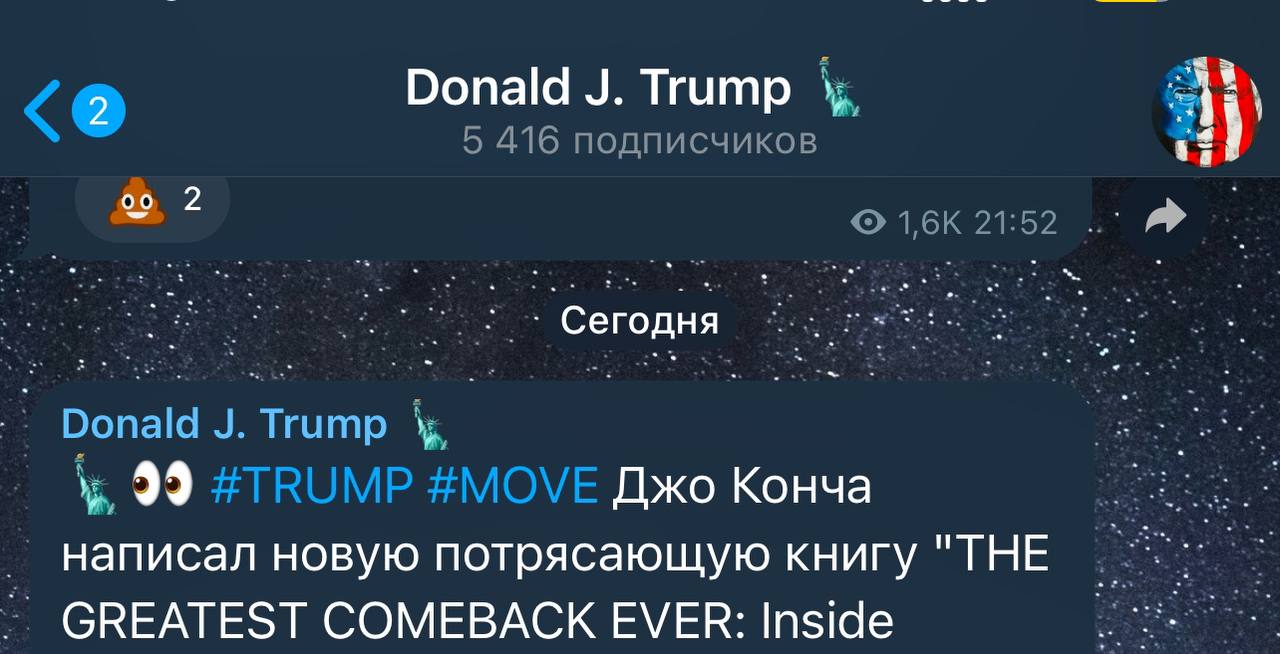 2
Donald J. Trump 🗽
5 416 подписчиков
💩 2
1,6K 21:52
Сегодня
Donald J. Trump 🗽
🗽👀 #TRUMP #MOVE Джо Конча
написал новую потрясающую книгу "THE
GREATEST COMEBACK EVER: Inside